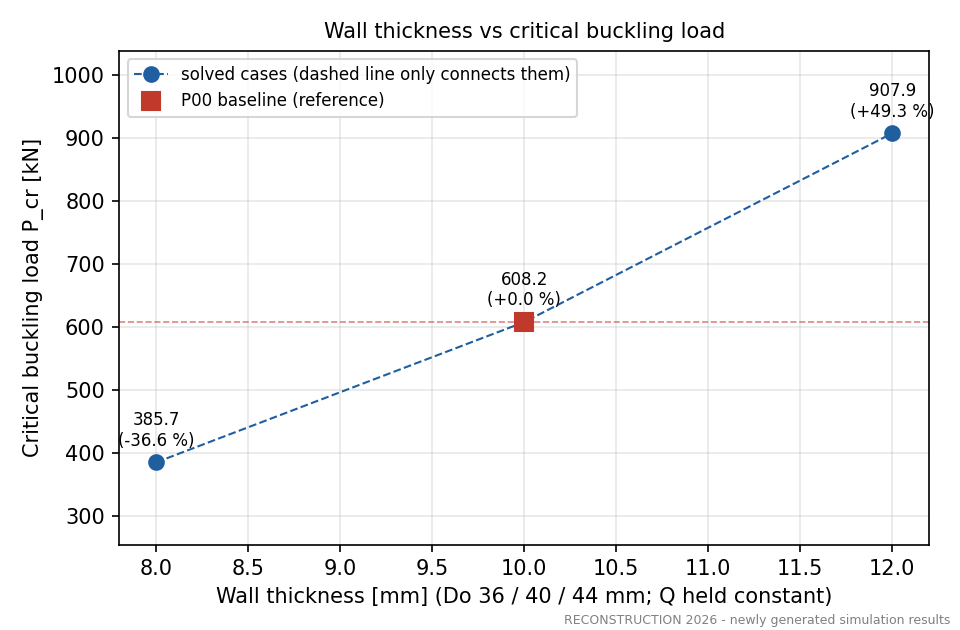 Wall thickness vs critical buckling load
solved cases (dashed line only connects them)
P00 baseline (reference)
Critical buckling load P_cr [kN]
1000
900
800
700
600
500
400
300
907.9
(+49.3 %)
608.2
(+0.0 %)
385.7
(-36.6 %)
8.0 8.5 9.0 9.5 10.0 10.5 11.0 11.5 12.0
Wall thickness [mm] (Do 36 / 40 / 44 mm; Q held constant)
RECONSTRUCTION 2026 - newly generated simulation results